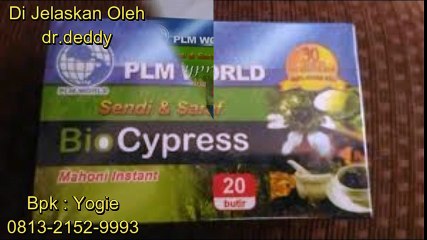 Di Jelaskan Oleh
dr.deddy
PLM WORLD
PLM.WORLD
Sendi & Saraf
BioCypress
Mahoni Instant
20
butir
30
Bpk : Yogie
0813-2152-9993